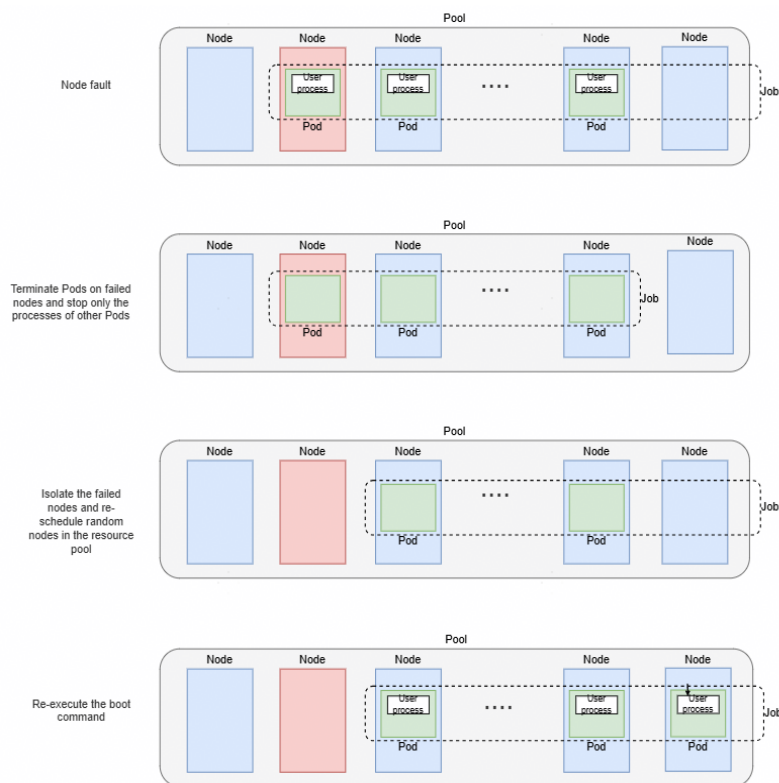 Pool
Node Node Node Node Node
Node fault
User process User process .... User process
Job
Pod Pod Pod
Pool
Node Node Node Node Node
Terminate Pods on failed
nodes and stop only the
processes of other Pods
....
Job
Pod Pod Pod
Pool
Node Node Node Node Node
Isolate the failed
nodes and re-
schedule random
nodes in the resource
pool
....
Job
Pod Pod
Pool
Node Node Node Node Node
Re-execute the boot
command
User process .... User process User process
Job
Pod Pod Pod